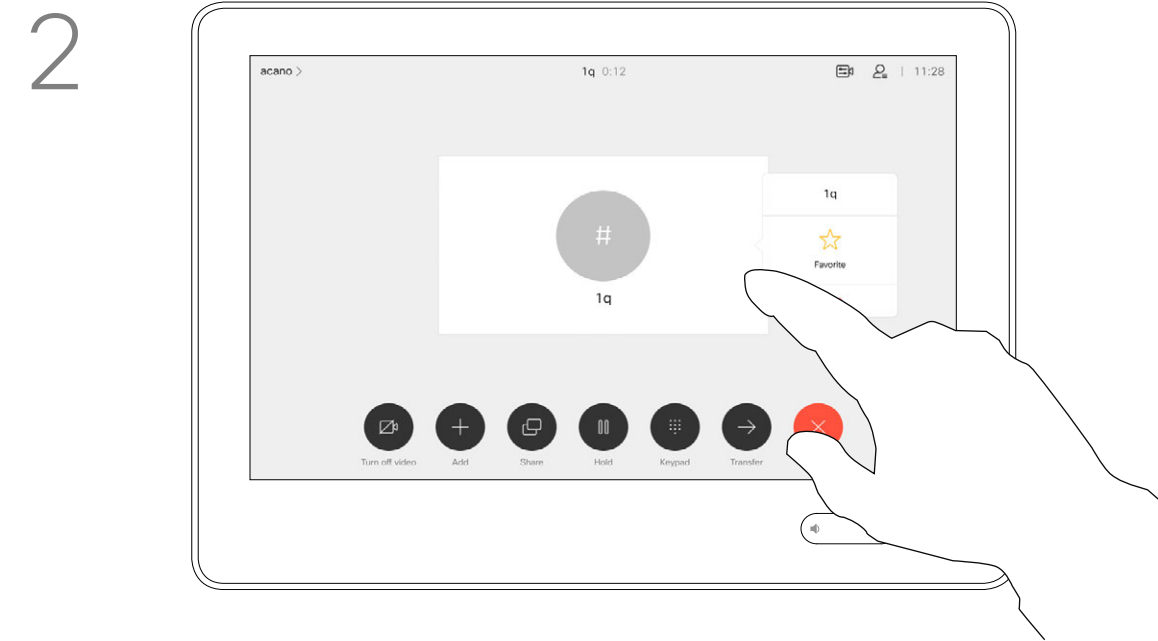 2
acano >
1q 0:12
11:28
1q
Favorite
#
1q
Turn off video
Add
Share
Hold
Keypad
Transfer